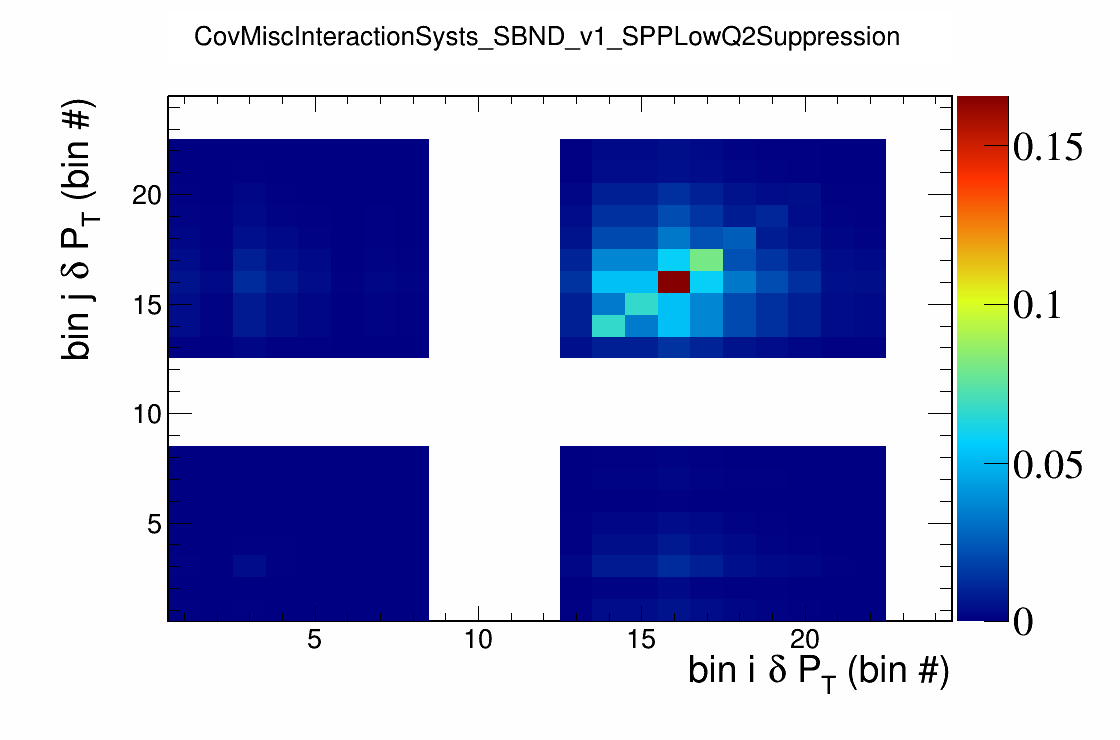 CovMiscInteractionSysts_SBND_v1_SPPLowQ2Suppression
bin j δ P_T (bin #)
20
15
10
5
5 10 15 20
bin i δ P_T (bin #)
0.15
0.1
0.05
0